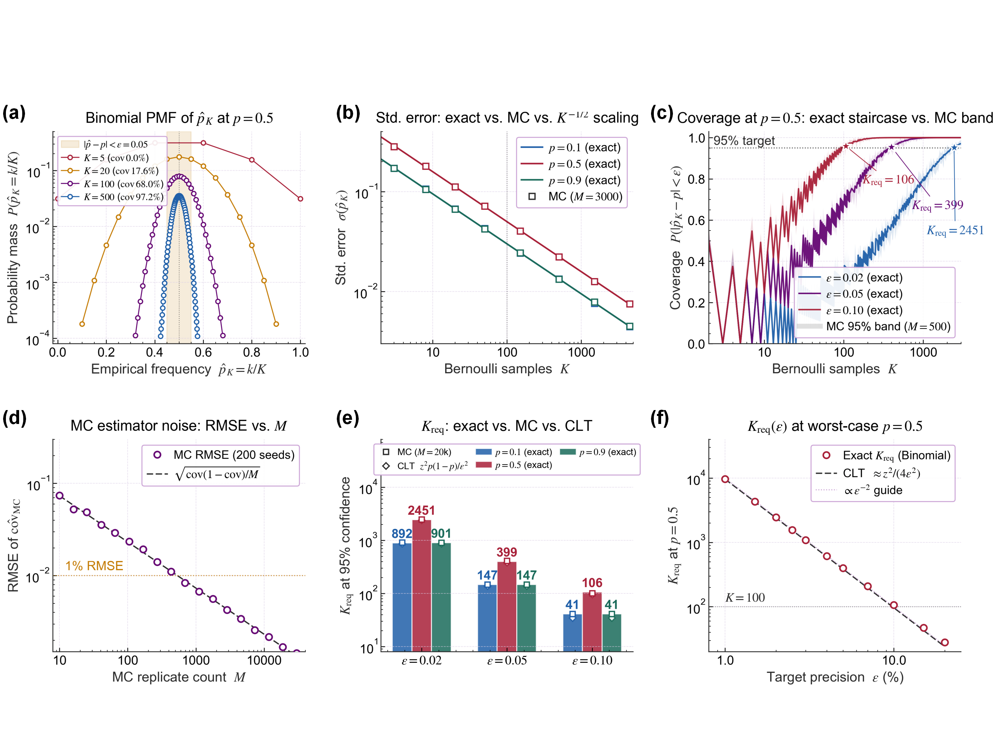 (a)
Binomial PMF of p̂_K at p = 0.5
|p̂ − p| < ε = 0.05
K = 5 (cov 0.0%)
K = 20 (cov 17.6%)
K = 100 (cov 68.0%)
K = 500 (cov 97.2%)
Probability mass P(p̂_K = k/K)
10^−1
10^−2
10^−3
10^−4
0.0 0.2 0.4 0.6 0.8 1.0
Empirical frequency p̂_K = k/K
(b)
Std. error: exact vs. MC vs. K^−1/2 scaling
p = 0.1 (exact)
p = 0.5 (exact)
p = 0.9 (exact)
MC (M = 3000)
Std. error σ(p̂_K)
10^−1
10^−2
10 100 1000
Bernoulli samples K
(c)
Coverage at p = 0.5: exact staircase vs. MC band
95% target
K_req = 106
K_req = 399
K_req = 2451
ε = 0.02 (exact)
ε = 0.05 (exact)
ε = 0.10 (exact)
MC 95% band (M = 500)
Coverage P(|p̂_K − p| < ε)
1.0
0.8
0.6
0.4
0.2
0.0
10 100 1000
Bernoulli samples K
(d)
MC estimator noise: RMSE vs. M
MC RMSE (200 seeds)
√cov(1 − cov)/M
1% RMSE
RMSE of côv_MC
10^−1
10^−2
10 100 1000 10000
MC replicate count M
(e)
K_req: exact vs. MC vs. CLT
MC (M = 20k)
CLT z²p(1 − p)/ε²
p = 0.1 (exact)
p = 0.5 (exact)
p = 0.9 (exact)
K_req at 95% confidence
10^4
10^3
10^2
10^1
892 2451 901
147 399 147
41 106 41
ε = 0.02 ε = 0.05 ε = 0.10
(f)
K_req(ε) at worst-case p = 0.5
Exact K_req (Binomial)
CLT ≈ z²/(4ε²)
∝ ε^−2 guide
K = 100
K_req at p = 0.5
10^4
10^3
10^2
1.0 10.0
Target precision ε (%)